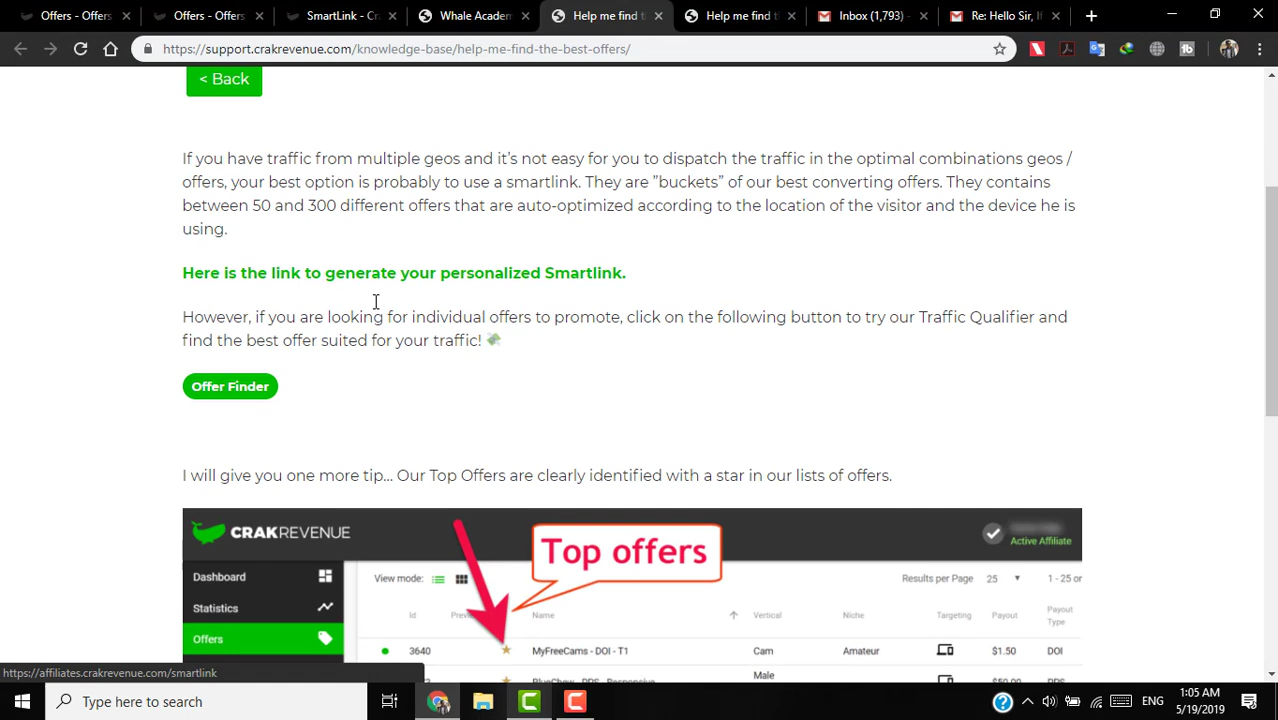 Offers - Offers
Offers - Offers
SmartLink - Cra
Whale Academ
Help me find t
Help me find t
Inbox (1,793) -
Re: Hello Sir, I
https://support.crakrevenue.com/knowledge-base/help-me-find-the-best-offers/
< Back
If you have traffic from multiple geos and it's not easy for you to dispatch the traffic in the optimal combinations geos /
offers, your best option is probably to use a smartlink. They are "buckets" of our best converting offers. They contains
between 50 and 300 different offers that are auto-optimized according to the location of the visitor and the device he is
using.
Here is the link to generate your personalized Smartlink.
However, if you are looking for individual offers to promote, click on the following button to try our Traffic Qualifier and
find the best offer suited for your traffic!
Offer Finder
I will give you one more tip... Our Top Offers are clearly identified with a star in our lists of offers.
CRAKREVENUE
Active Affiliate
Top offers
Dashboard
Statistics
Offers
View mode:
Results per Page 25
1 - 25 or
Id
Name
Vertical
Niche
Targeting
Payout
Payout
Type
3640
MyFreeCams - DOI - T1
Cam
Amateur
$1.50
DOI
Male
https://affiliates.crakrevenue.com/smartlink
Type here to search
ENG
1:05 AM
5/19/2019